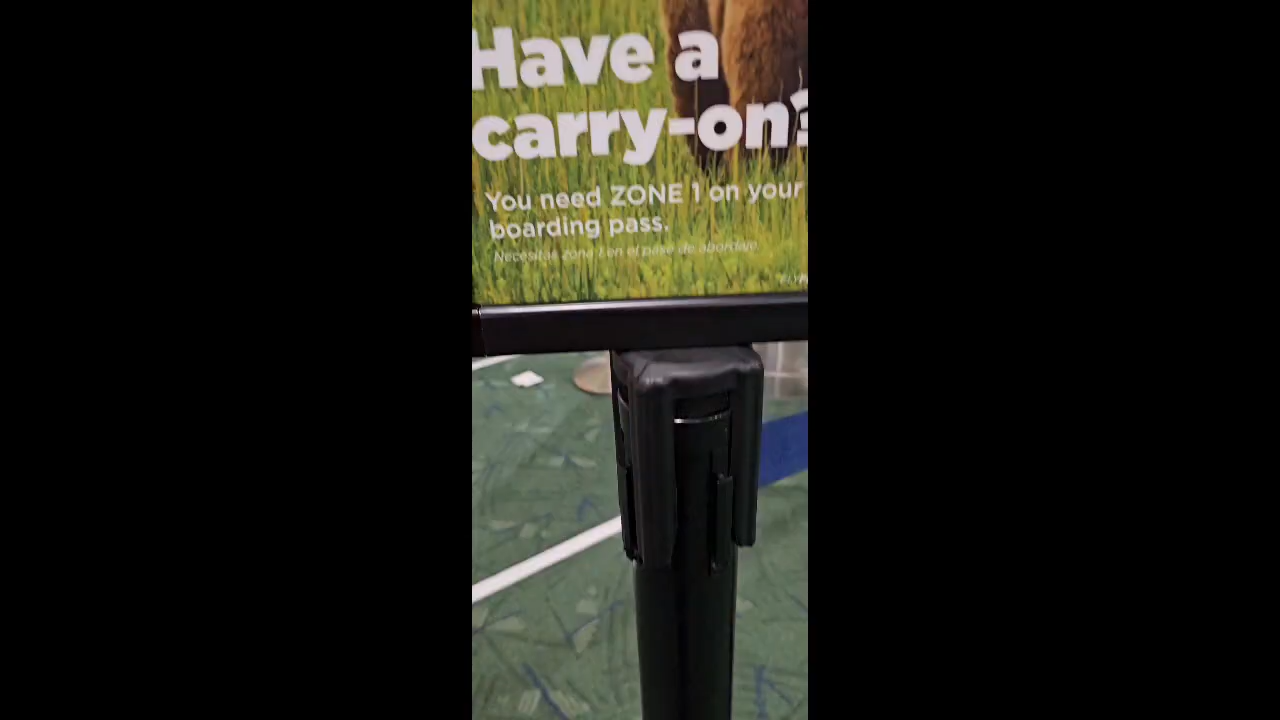 Have a
carry-on?
You need ZONE 1 on your
boarding pass.
Necesitas zona 1 en el pase de abordaje